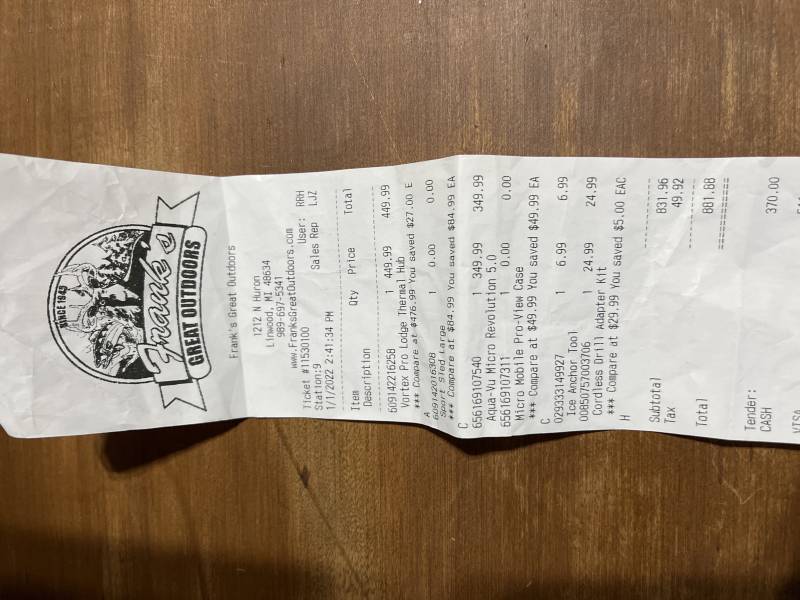 SINCE 1949
Frank's
GREAT OUTDOORS
Frank's Great Outdoors
1212 N Huron
Linwood, MI 48634
989-697-5341
www.FranksGreatOutdoors.com
Ticket #11530100 User: RRH
Station:9 Sales Rep LJZ
1/1/2022 2:41:34 PM
Item Qty Price Total
Description
609142216258 1 449.99 449.99
Vortex Pro Lodge Thermal Hub
*** Compare at $476.99 You saved $27.00 E
A
609142016308 1 0.00 0.00
Sport Sled Large
*** Compare at $84.99 You saved $84.99 EA
C
656169107540 1 349.99 349.99
Aqua-Vu Micro Revolution 5.0
656169107311 1 0.00 0.00
Micro Mobile Pro-View Case
*** Compare at $49.99 You saved $49.99 EA
C
029333149927 1 6.99 6.99
Ice Anchor Tool
00850757003706 1 24.99 24.99
Cordless Drill Adapter Kit
*** Compare at $29.99 You saved $5.00 EAC
H
Subtotal 831.96
Tax 49.92
Total 881.88
Tender:
CASH 370.00
VISA